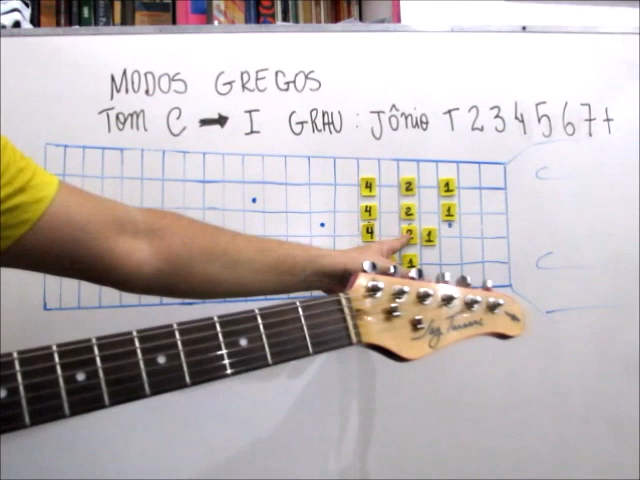 MODOS GREGOS
Tom C → I GRAU : Jônio T 2 3 4 5 6 7+
4 2 1
4 2 1
4 2 1
1
C
C